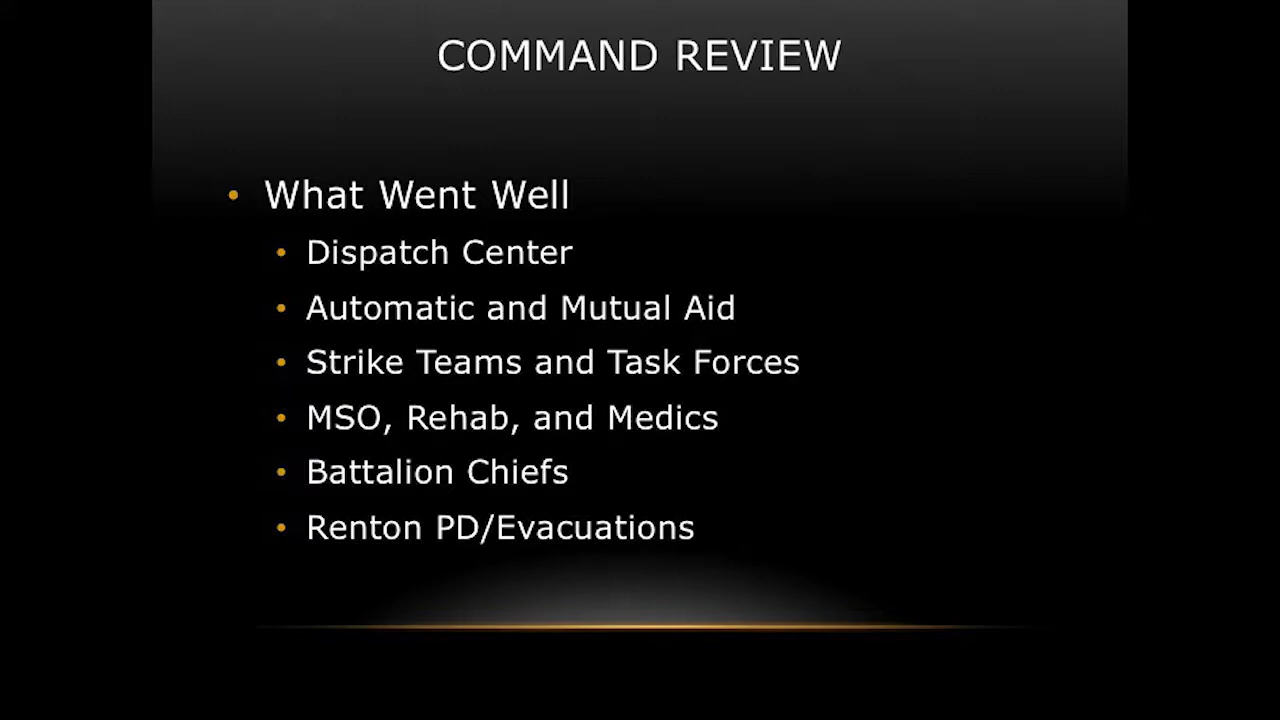 COMMAND REVIEW
• What Went Well
• Dispatch Center
• Automatic and Mutual Aid
• Strike Teams and Task Forces
• MSO, Rehab, and Medics
• Battalion Chiefs
• Renton PD/Evacuations